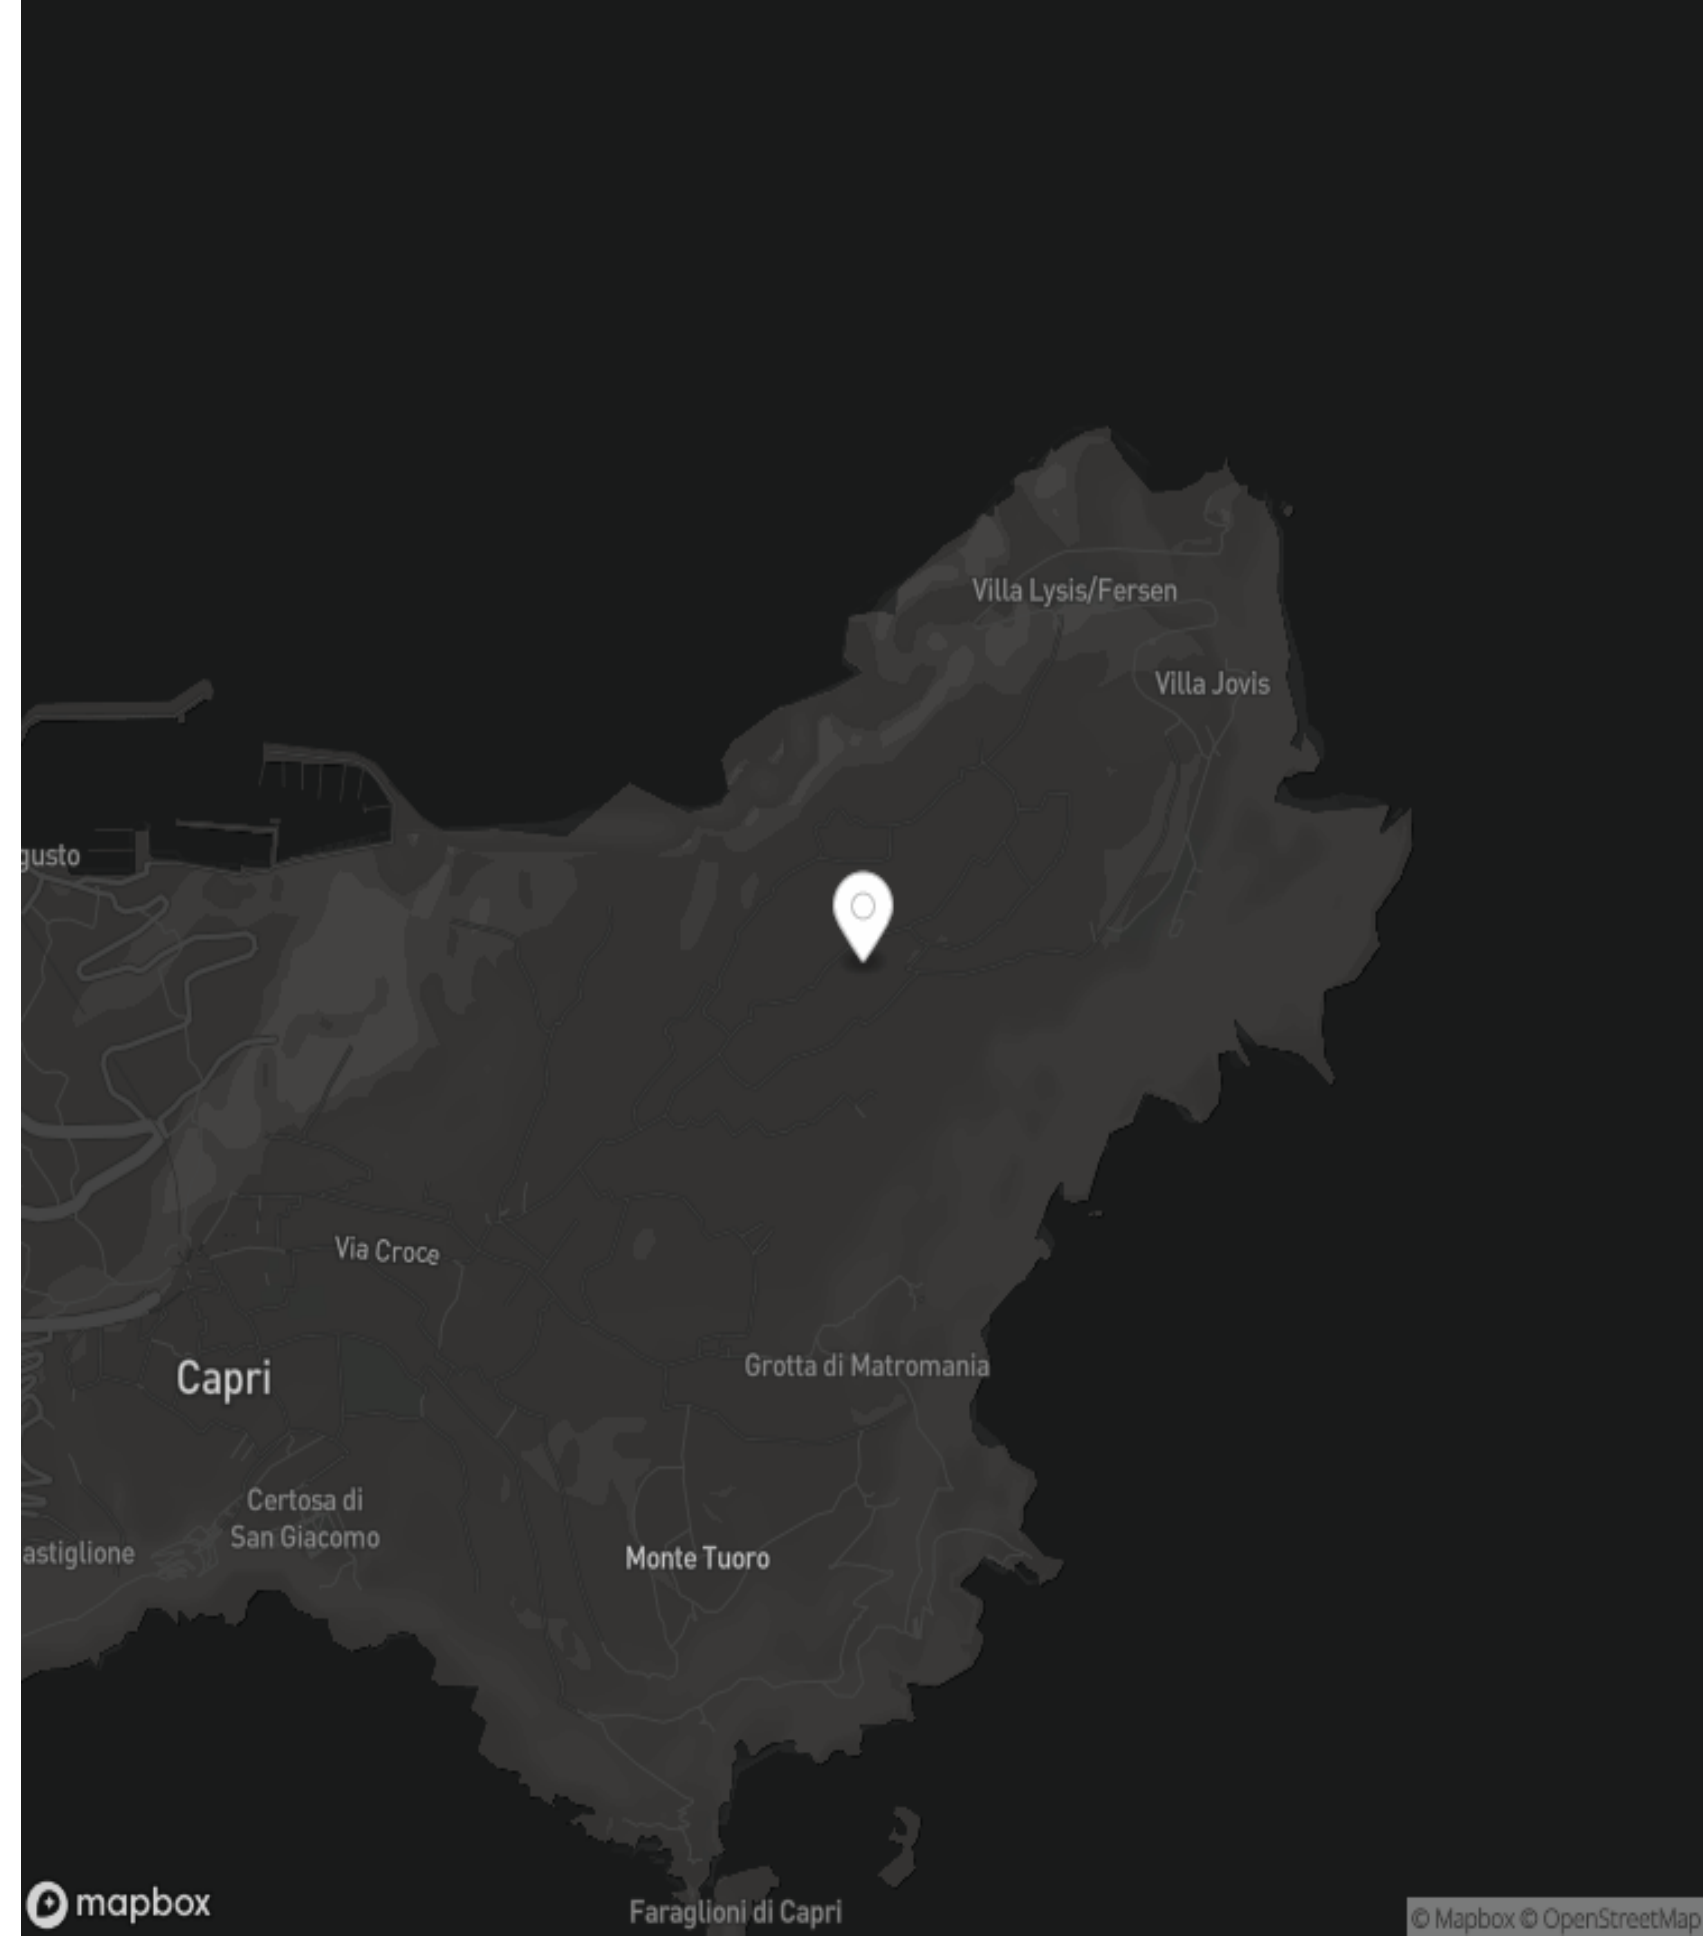 Villa Lysis/Fersen
Villa Jovis
gusto
Via Croce
Grotta di Matromania
Capri
Certosa di
San Giacomo
astiglione
Monte Tuoro
mapbox
Faraglioni di Capri
© Mapbox © OpenStreetMap